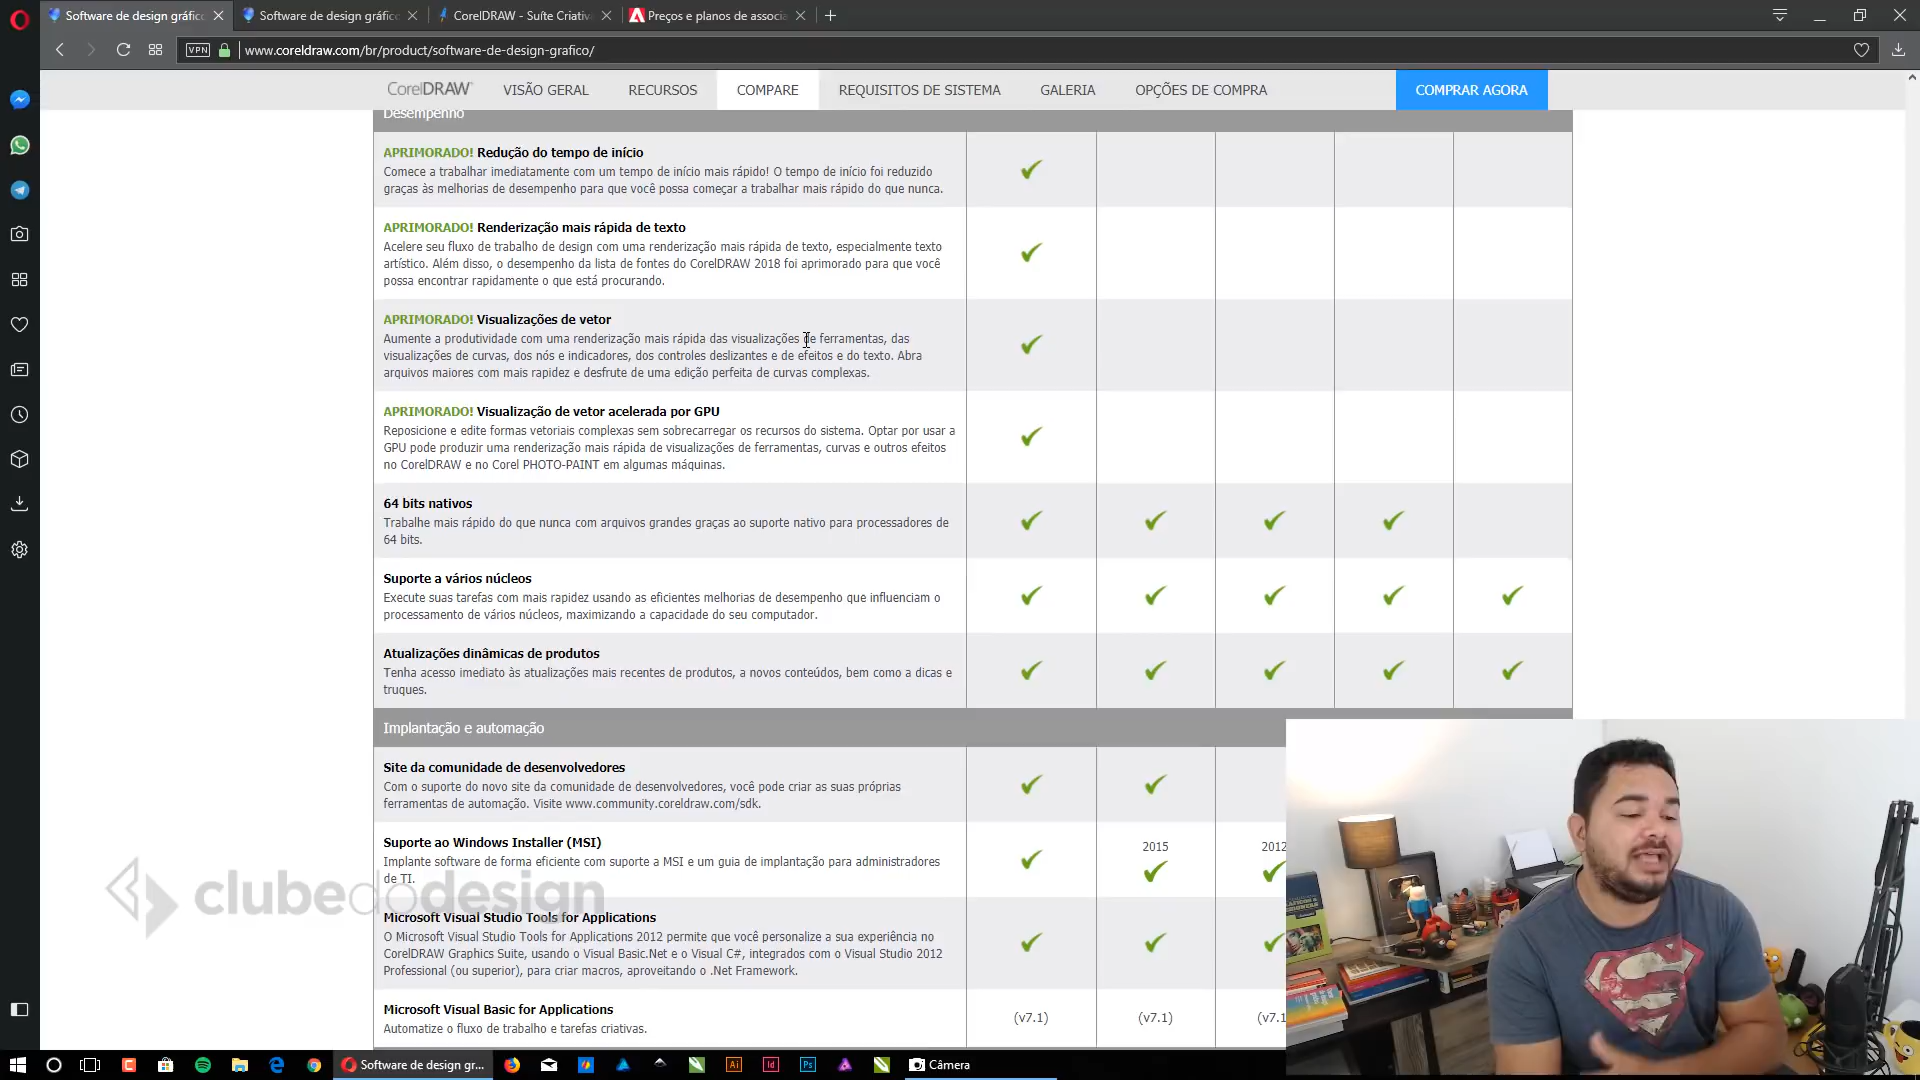 Software de design gráfico
Software de design gráfico
CorelDRAW - Suíte Criativ
Preços e planos de associa
VPN
www.coreldraw.com/br/product/software-de-design-grafico/
CorelDRAW
VISÃO GERAL
RECURSOS
COMPARE
REQUISITOS DE SISTEMA
GALERIA
OPÇÕES DE COMPRA
COMPRAR AGORA
Desempenho
APRIMORADO! Redução do tempo de início
Comece a trabalhar imediatamente com um tempo de início mais rápido! O tempo de início foi reduzido
graças às melhorias de desempenho para que você possa começar a trabalhar mais rápido do que nunca.
APRIMORADO! Renderização mais rápida de texto
Acelere seu fluxo de trabalho de design com uma renderização mais rápida de texto, especialmente texto
artístico. Além disso, o desempenho da lista de fontes do CorelDRAW 2018 foi aprimorado para que você
possa encontrar rapidamente o que está procurando.
APRIMORADO! Visualizações de vetor
Aumente a produtividade com uma renderização mais rápida das visualizações de ferramentas, das
visualizações de curvas, dos nós e indicadores, dos controles deslizantes e de efeitos e do texto. Abra
arquivos maiores com mais rapidez e desfrute de uma edição perfeita de curvas complexas.
APRIMORADO! Visualização de vetor acelerada por GPU
Reposicione e edite formas vetoriais complexas sem sobrecarregar os recursos do sistema. Optar por usar a
GPU pode produzir uma renderização mais rápida de visualizações de ferramentas, curvas e outros efeitos
no CorelDRAW e no Corel PHOTO-PAINT em algumas máquinas.
64 bits nativos
Trabalhe mais rápido do que nunca com arquivos grandes graças ao suporte nativo para processadores de
64 bits.
Suporte a vários núcleos
Execute suas tarefas com mais rapidez usando as eficientes melhorias de desempenho que influenciam o
processamento de vários núcleos, maximizando a capacidade do seu computador.
Atualizações dinâmicas de produtos
Tenha acesso imediato às atualizações mais recentes de produtos, a novos conteúdos, bem como a dicas e
truques.
Implantação e automação
Site da comunidade de desenvolvedores
Com o suporte do novo site da comunidade de desenvolvedores, você pode criar as suas próprias
ferramentas de automação. Visite www.community.coreldraw.com/sdk.
Suporte ao Windows Installer (MSI)
Implante software de forma eficiente com suporte a MSI e um guia de implantação para administradores
de TI.
2015
2012
clubedodesign
Microsoft Visual Studio Tools for Applications
O Microsoft Visual Studio Tools for Applications 2012 permite que você personalize a sua experiência no
CorelDRAW Graphics Suite, usando o Visual Basic.Net e o Visual C#, integrados com o Visual Studio 2012
Professional (ou superior), para criar macros, aproveitando o .Net Framework.
Microsoft Visual Basic for Applications
Automatize o fluxo de trabalho e tarefas criativas.
(v7.1)
(v7.1)
(v7.1
Software de design gr...
Ai
Id
Ps
Câmera